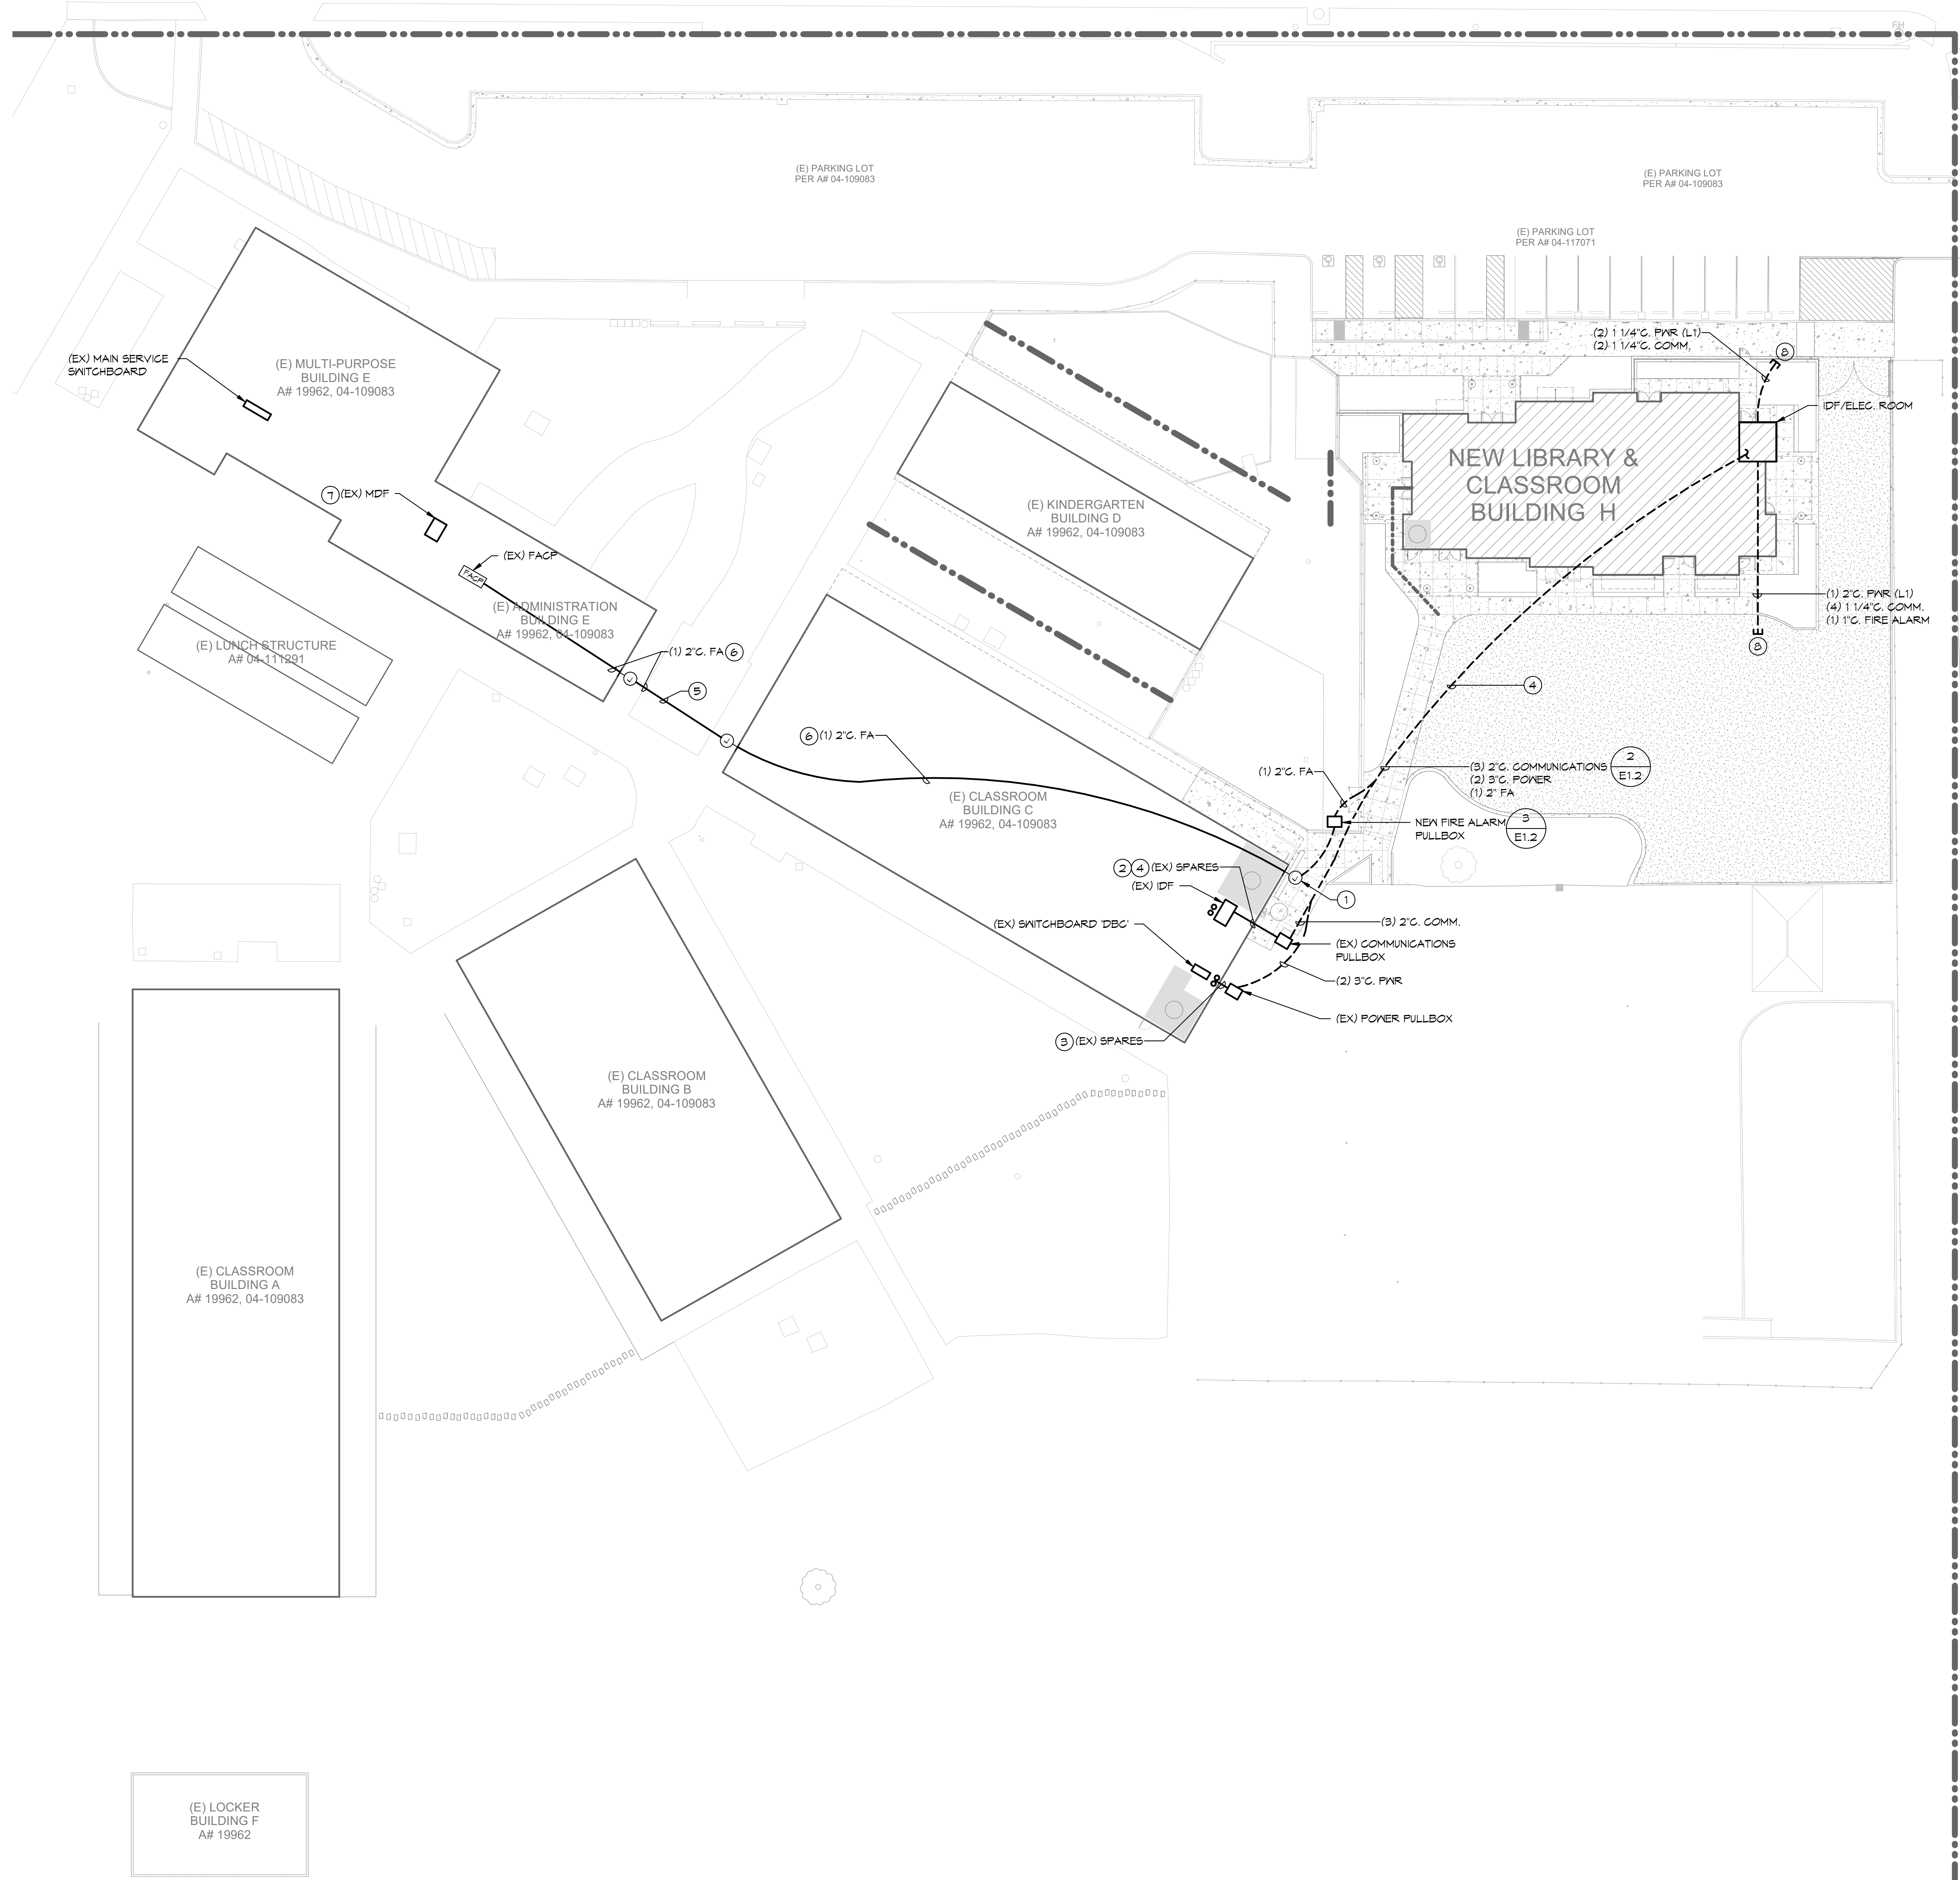 FH
(E) PARKING LOT
PER A# 04-109083
(E) PARKING LOT
PER A# 04-109083
(E) PARKING LOT
PER A# 04-117071
(EX) MAIN SERVICE
SWITCHBOARD
(E) MULTI-PURPOSE
BUILDING E
A# 19962, 04-109083
(2) 1 1/4"C. PWR (L1)
(2) 1 1/4"C. COMM.
8
IDF/ELEC. ROOM
NEW LIBRARY &
CLASSROOM
BUILDING H
7 (EX) MDF
(E) KINDERGARTEN
BUILDING D
A# 19962, 04-109083
(EX) FACP
FACP
(E) ADMINISTRATION
BUILDING E
A# 19962, 04-109083
(1) 2"C. PWR (L1)
(4) 1 1/4"C. COMM.
(1) 1"C. FIRE ALARM
8
(E) LUNCH STRUCTURE
A# 04-111291
(1) 2"C. FA 6
5
4
6 (1) 2"C. FA
(1) 2"C. FA
(3) 2"C. COMMUNICATIONS
(2) 3"C. POWER
(1) 2" FA
2
E1.2
(E) CLASSROOM
BUILDING C
A# 19962, 04-109083
NEW FIRE ALARM
PULLBOX
3
E1.2
2 4 (EX) SPARES
(EX) IDF
1
(EX) SWITCHBOARD 'DBC'
(3) 2"C. COMM.
(EX) COMMUNICATIONS
PULLBOX
(2) 3"C. PWR
(EX) POWER PULLBOX
3 (EX) SPARES
(E) CLASSROOM
BUILDING B
A# 19962, 04-109083
(E) CLASSROOM
BUILDING A
A# 19962, 04-109083
(E) LOCKER
BUILDING F
A# 19962